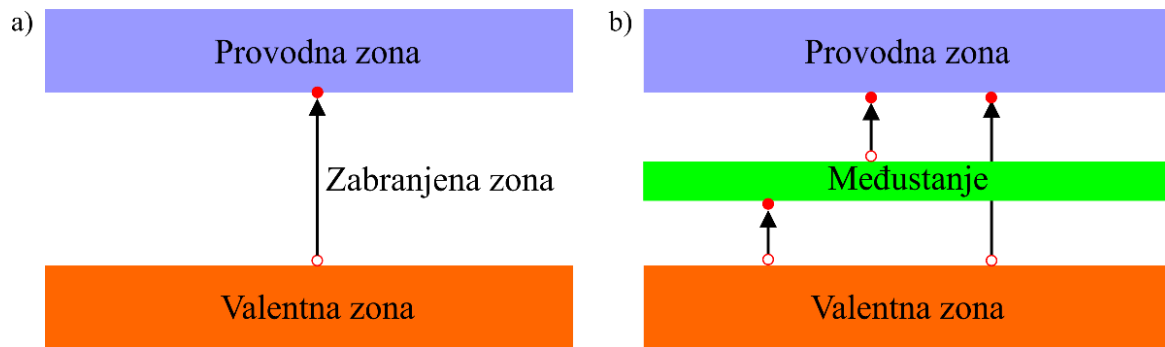 a)
Provodna zona
Zabranjena zona
Valentna zona
b)
Provodna zona
Međustanje
Valentna zona